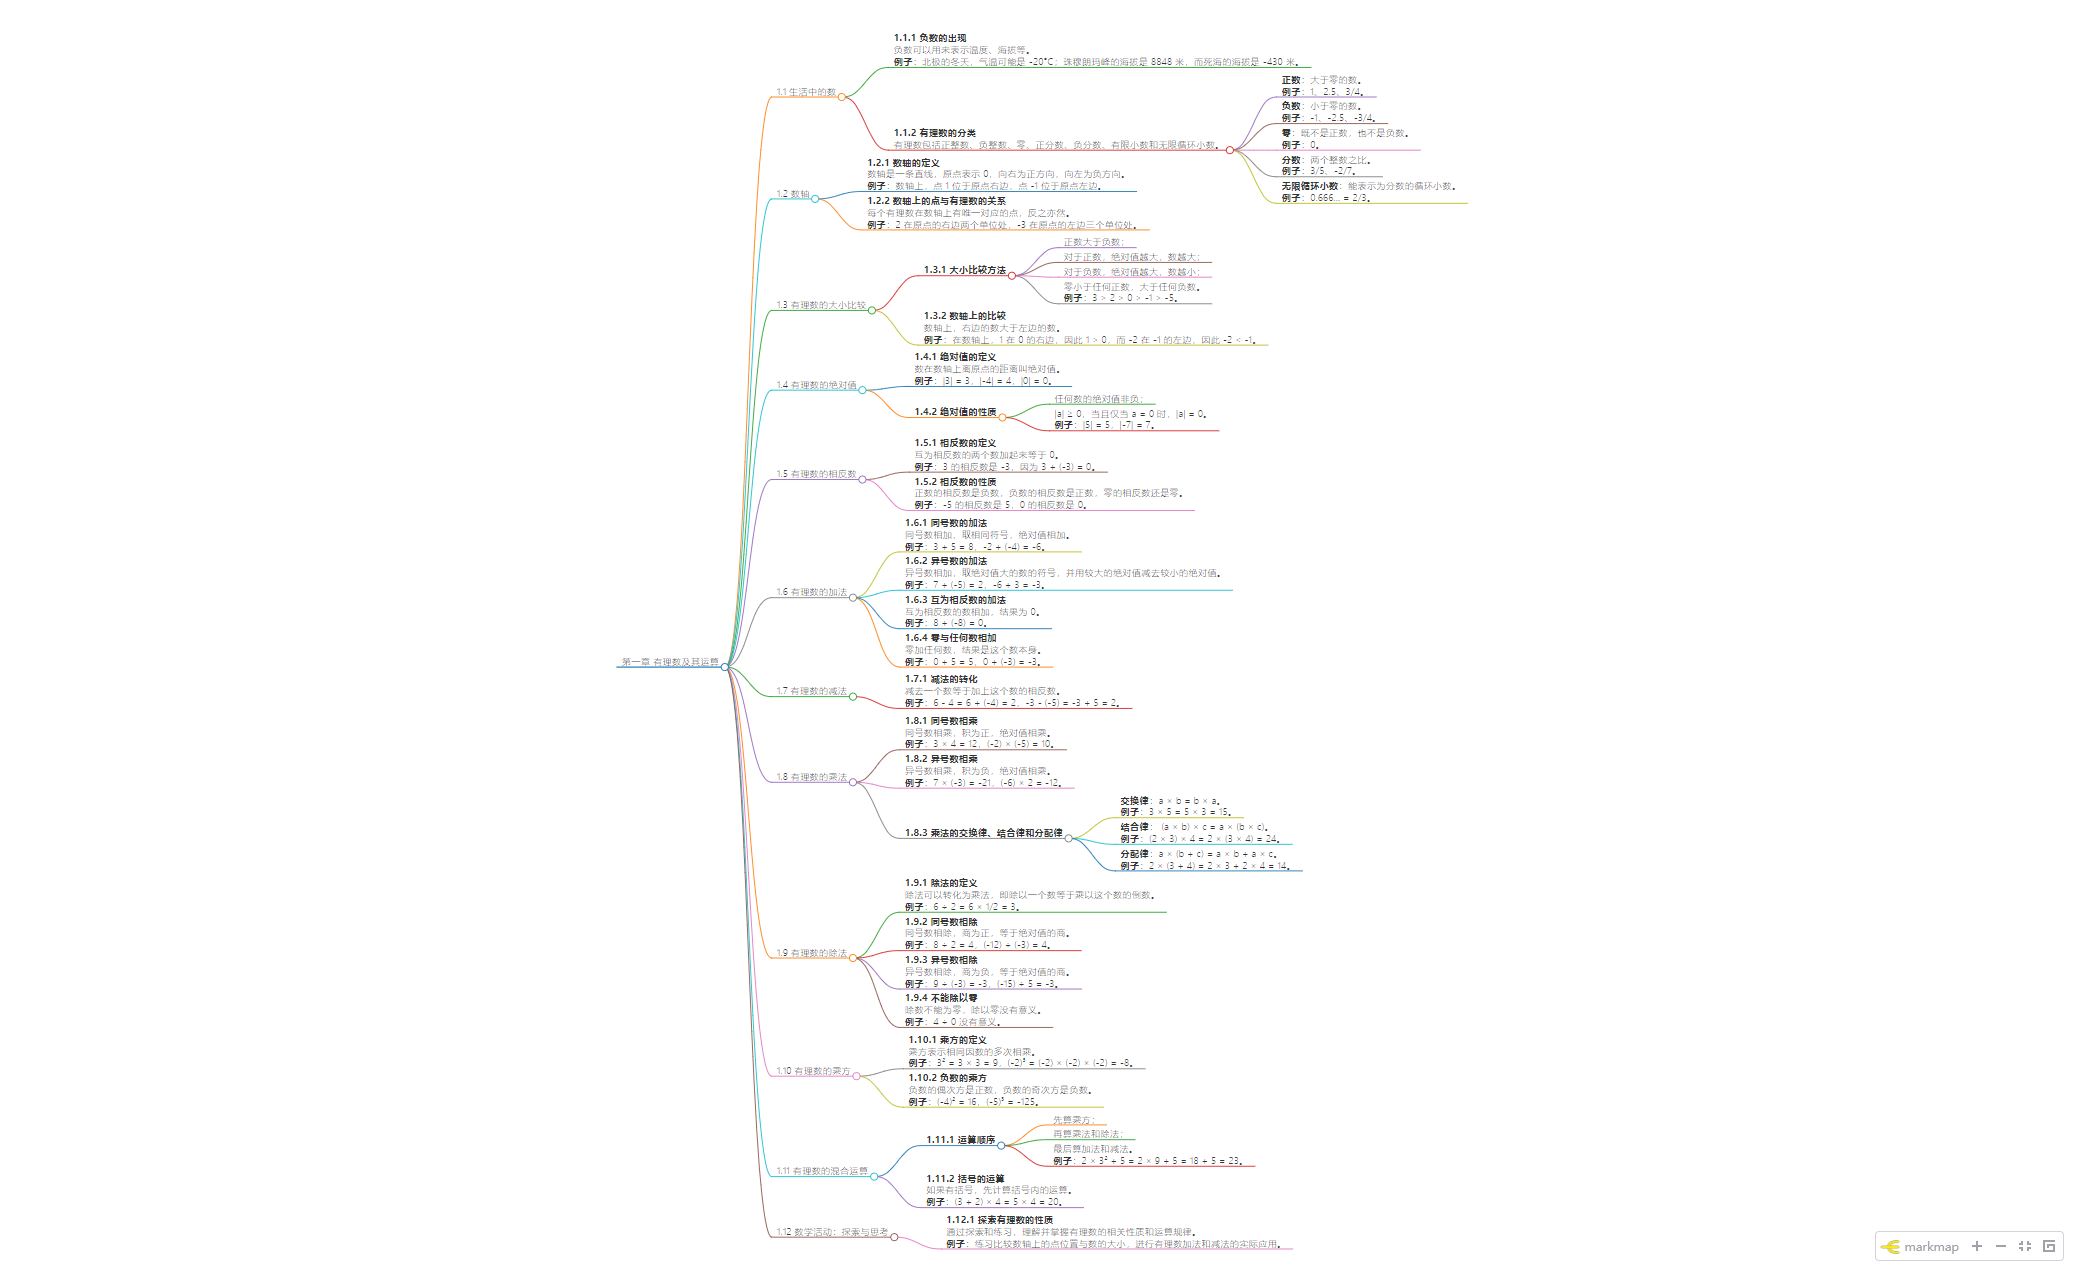 第一章 有理数及其运算
1.1 生活中的数
1.1.1 负数的出现
负数可以用来表示温度、海拔等。
例子：北极的冬天，气温可能是 -20°C；珠穆朗玛峰的海拔是 8848 米，而死海的海拔是 -430 米。
1.1.2 有理数的分类
有理数包括正整数、负整数、零、正分数、负分数、有限小数和无限循环小数。
正数：大于零的数。
例子：1、2.5、3/4。
负数：小于零的数。
例子：-1、-2.5、-3/4。
零：既不是正数，也不是负数。
例子：0。
分数：两个整数之比。
例子：3/5、-2/7。
无限循环小数：能表示为分数的循环小数。
例子：0.666... = 2/3。
1.2 数轴
1.2.1 数轴的定义
数轴是一条直线，原点表示 0，向右为正方向，向左为负方向。
例子：数轴上，点 1 位于原点右边，点 -1 位于原点左边。
1.2.2 数轴上的点与有理数的关系
每个有理数在数轴上有唯一对应的点，反之亦然。
例子：2 在原点的右边两个单位处，-3 在原点的左边三个单位处。
1.3 有理数的大小比较
1.3.1 大小比较方法
正数大于负数；
对于正数，绝对值越大，数越大；
对于负数，绝对值越大，数越小；
零小于任何正数，大于任何负数。
例子：3 > 2 > 0 > -1 > -5。
1.3.2 数轴上的比较
数轴上，右边的数大于左边的数。
例子：在数轴上，1 在 0 的右边，因此 1 > 0，而 -2 在 -1 的左边，因此 -2 < -1。
1.4 有理数的绝对值
1.4.1 绝对值的定义
数在数轴上离原点的距离叫绝对值。
例子：|3| = 3，|-4| = 4，|0| = 0。
1.4.2 绝对值的性质
任何数的绝对值非负；
|a| ≥ 0，当且仅当 a = 0 时，|a| = 0。
例子：|5| = 5，|-7| = 7。
1.5 有理数的相反数
1.5.1 相反数的定义
互为相反数的两个数加起来等于 0。
例子：3 的相反数是 -3，因为 3 + (-3) = 0。
1.5.2 相反数的性质
正数的相反数是负数，负数的相反数是正数，零的相反数还是零。
例子：-5 的相反数是 5，0 的相反数是 0。
1.6 有理数的加法
1.6.1 同号数的加法
同号数相加，取相同符号，绝对值相加。
例子：3 + 5 = 8，-2 + (-4) = -6。
1.6.2 异号数的加法
异号数相加，取绝对值大的数的符号，并用较大的绝对值减去较小的绝对值。
例子：7 + (-5) = 2，-6 + 3 = -3。
1.6.3 互为相反数的加法
互为相反数的数相加，结果为 0。
例子：8 + (-8) = 0。
1.6.4 零与任何数相加
零加任何数，结果是这个数本身。
例子：0 + 5 = 5，0 + (-3) = -3。
1.7 有理数的减法
1.7.1 减法的转化
减去一个数等于加上这个数的相反数。
例子：6 - 4 = 6 + (-4) = 2，-3 - (-5) = -3 + 5 = 2。
1.8 有理数的乘法
1.8.1 同号数相乘
同号数相乘，积为正，绝对值相乘。
例子：3 × 4 = 12，(-2) × (-5) = 10。
1.8.2 异号数相乘
异号数相乘，积为负，绝对值相乘。
例子：7 × (-3) = -21，(-6) × 2 = -12。
1.8.3 乘法的交换律、结合律和分配律
交换律：a × b = b × a。
例子：3 × 5 = 5 × 3 = 15。
结合律： (a × b) × c = a × (b × c)。
例子：(2 × 3) × 4 = 2 × (3 × 4) = 24。
分配律：a × (b + c) = a × b + a × c。
例子：2 × (3 + 4) = 2 × 3 + 2 × 4 = 14。
1.9 有理数的除法
1.9.1 除法的定义
除法可以转化为乘法，即除以一个数等于乘以这个数的倒数。
例子：6 ÷ 2 = 6 × 1/2 = 3。
1.9.2 同号数相除
同号数相除，商为正，等于绝对值的商。
例子：8 ÷ 2 = 4，(-12) ÷ (-3) = 4。
1.9.3 异号数相除
异号数相除，商为负，等于绝对值的商。
例子：9 ÷ (-3) = -3，(-15) ÷ 5 = -3。
1.9.4 不能除以零
除数不能为零，除以零没有意义。
例子：4 ÷ 0 没有意义。
1.10 有理数的乘方
1.10.1 乘方的定义
乘方表示相同因数的多次相乘。
例子：3² = 3 × 3 = 9，(-2)³ = (-2) × (-2) × (-2) = -8。
1.10.2 负数的乘方
负数的偶次方是正数，负数的奇次方是负数。
例子：(-4)² = 16，(-5)³ = -125。
1.11 有理数的混合运算
1.11.1 运算顺序
先算乘方；
再算乘法和除法；
最后算加法和减法。
例子：2 × 3² + 5 = 2 × 9 + 5 = 18 + 5 = 23。
1.11.2 括号的运算
如果有括号，先计算括号内的运算。
例子：(3 + 2) × 4 = 5 × 4 = 20。
1.12 数学活动：探索与思考
1.12.1 探索有理数的性质
通过探索和练习，理解并掌握有理数的相关性质和运算规律。
例子：练习比较数轴上的点位置与数的大小，进行有理数加法和减法的实际应用。
markmap